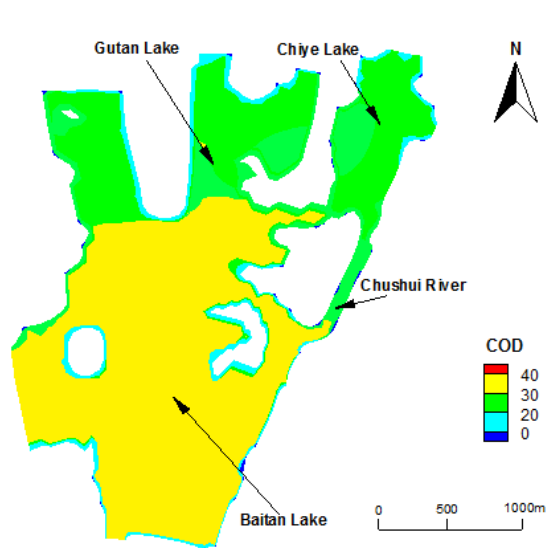 Gutan Lake
Chiye Lake
N
Chushui River
COD
40
30
20
0
Baitan Lake
0 500 1000m